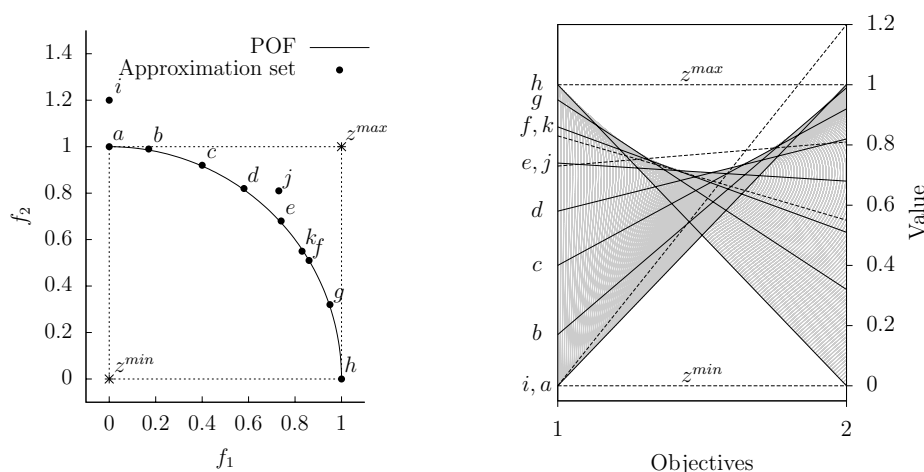 POF
Approximation set
1.4
1.2
1
0.8
0.6
0.4
0.2
0
f2
0 0.2 0.4 0.6 0.8 1
f1
i
a
b
c
d
j
e
k
f
g
h
z^max
z^min
h
g
f, k
e, j
d
c
b
i, a
z^max
z^min
1.2
1
0.8
0.6
0.4
0.2
0
Value
1 2
Objectives